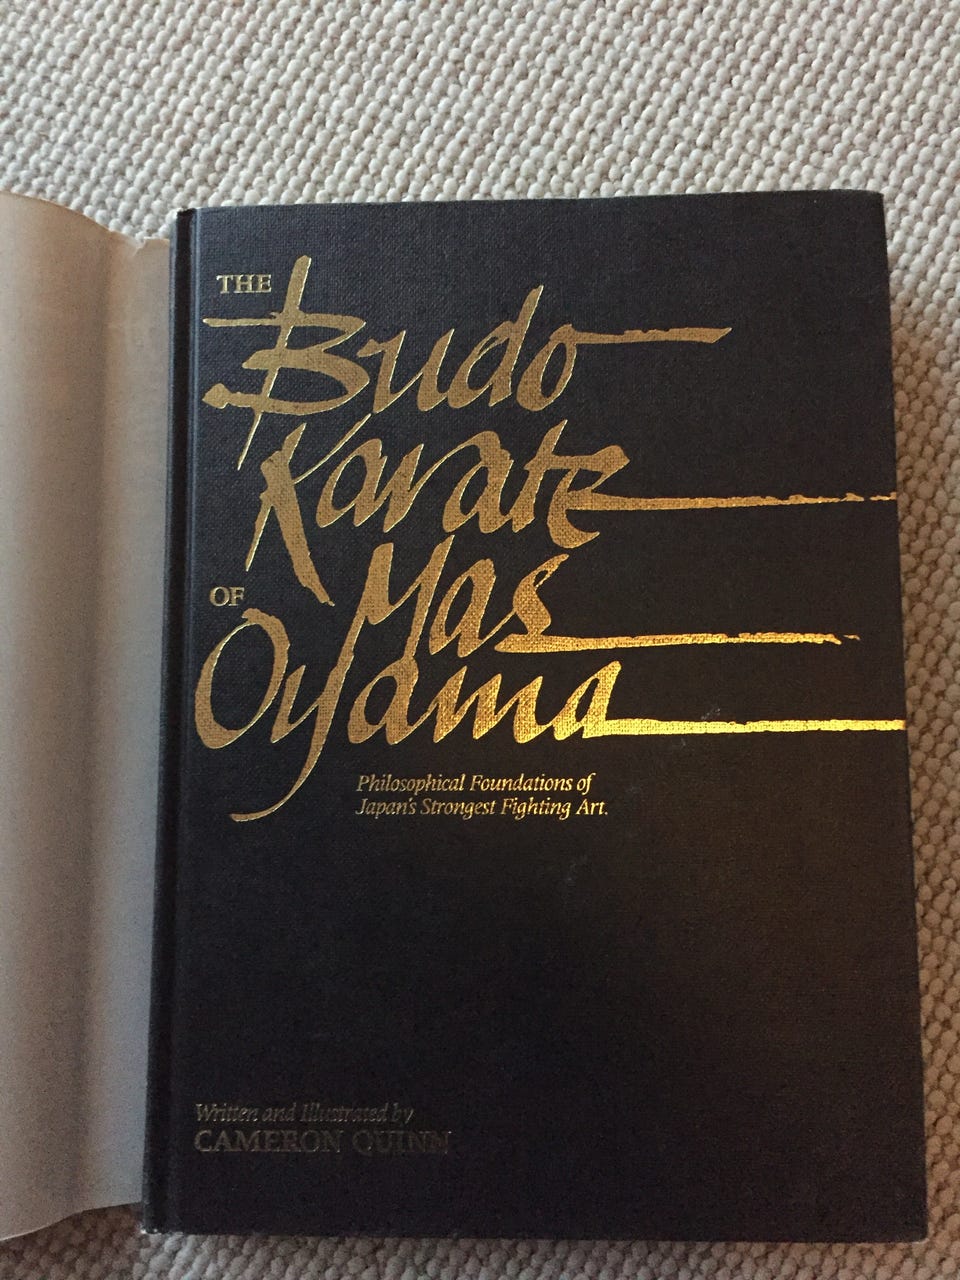 THE
Budo
Karate
OF Mas
Oyama
Philosophical Foundations of
Japan's Strongest Fighting Art.
Written and Illustrated by
CAMERON QUINN